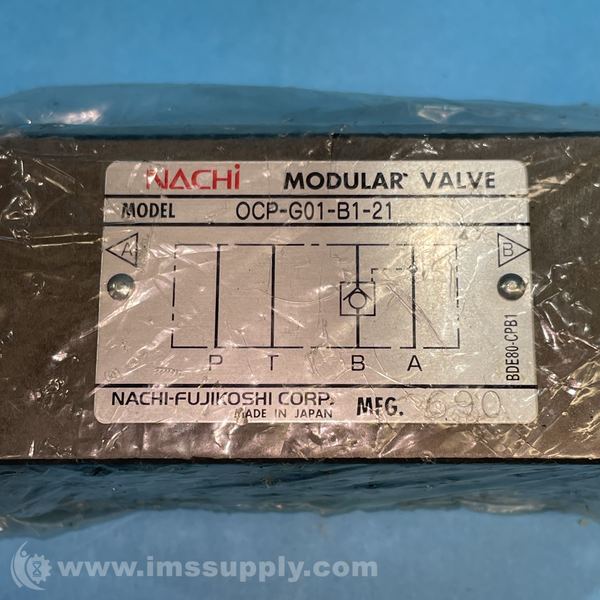 NACHi MODULAR VALVE
MODEL OCP-G01-B1-21
A B
P T B A
BDE80-CPB1
NACHI-FUJIKOSHI CORP.
MADE IN JAPAN MFG. 690
www.imssupply.com